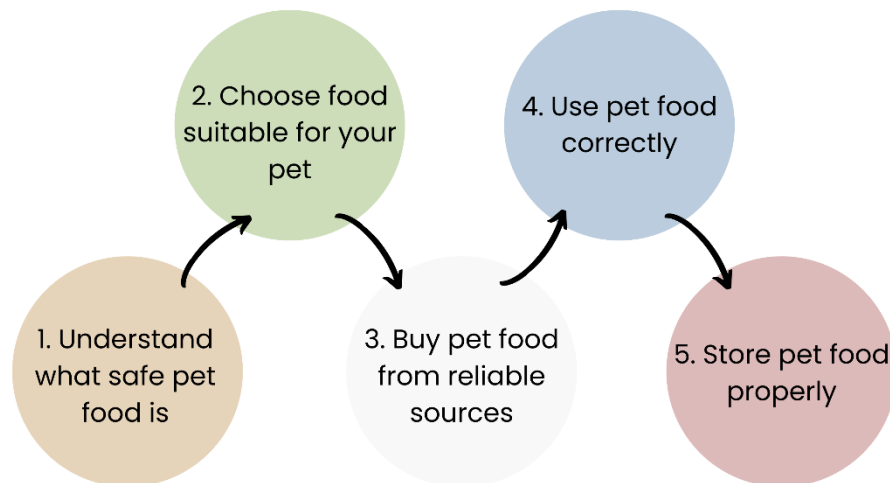 1. Understand
what safe pet
food is
2. Choose food
suitable for your
pet
3. Buy pet food
from reliable
sources
4. Use pet food
correctly
5. Store pet food
properly